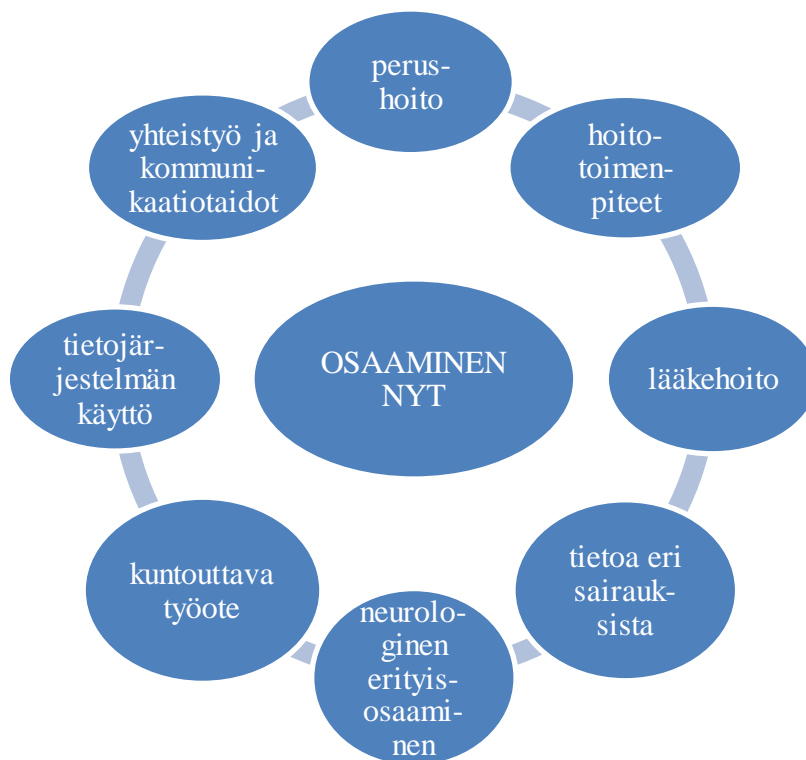 perus-
hoito
hoito-
toimen-
piteet
lääkehoito
tietoa eri
sairauk-
sista
neurolo-
ginen
erityis-
osaami-
nen
kuntouttava
työote
tietojär-
jestelmän
käyttö
yhteistyö ja
kommuni-
kaatiotaidot
OSAAMINEN
NYT